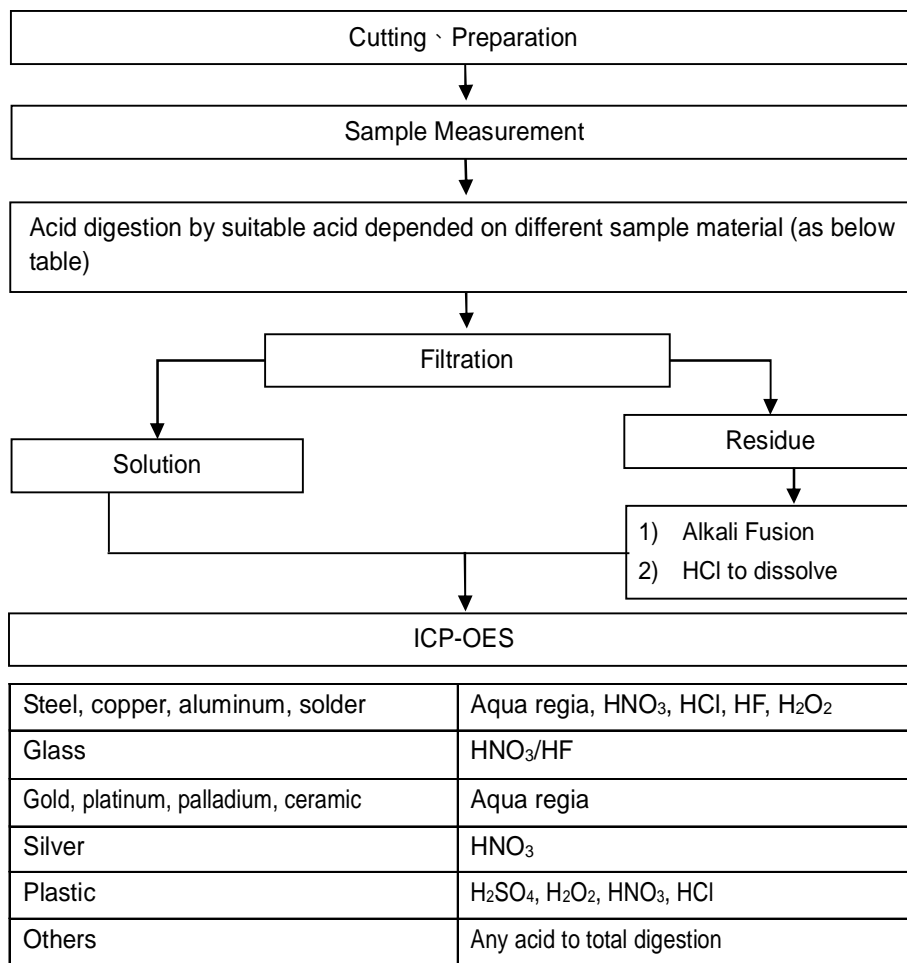 Cutting、Preparation
Sample Measurement
Acid digestion by suitable acid depended on different sample material (as below
table)
Filtration
Solution
Residue
1) Alkali Fusion
2) HCl to dissolve
ICP-OES
Steel, copper, aluminum, solder
Aqua regia, HNO₃, HCl, HF, H₂O₂
Glass
HNO₃/HF
Gold, platinum, palladium, ceramic
Aqua regia
Silver
HNO₃
Plastic
H₂SO₄, H₂O₂, HNO₃, HCl
Others
Any acid to total digestion